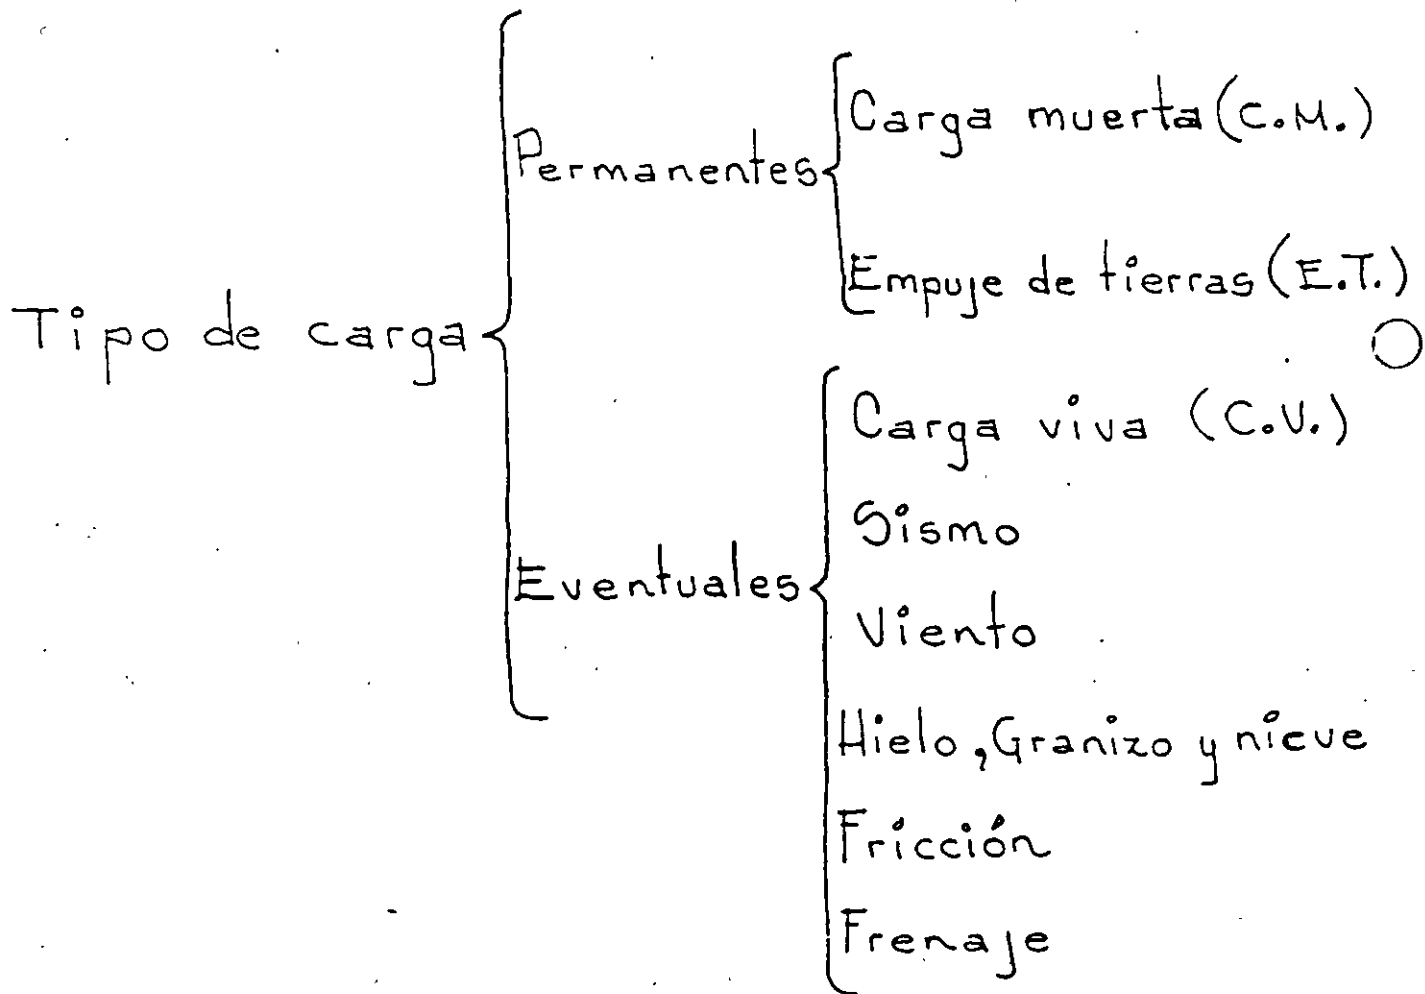 Tipo de carga
Permanentes
Carga muerta (C.M.)
Empuje de tierras (E.T.)
Eventuales
Carga viva (C.V.)
Sismo
Viento
Hielo, Granizo y nieve
Fricción
Frenaje